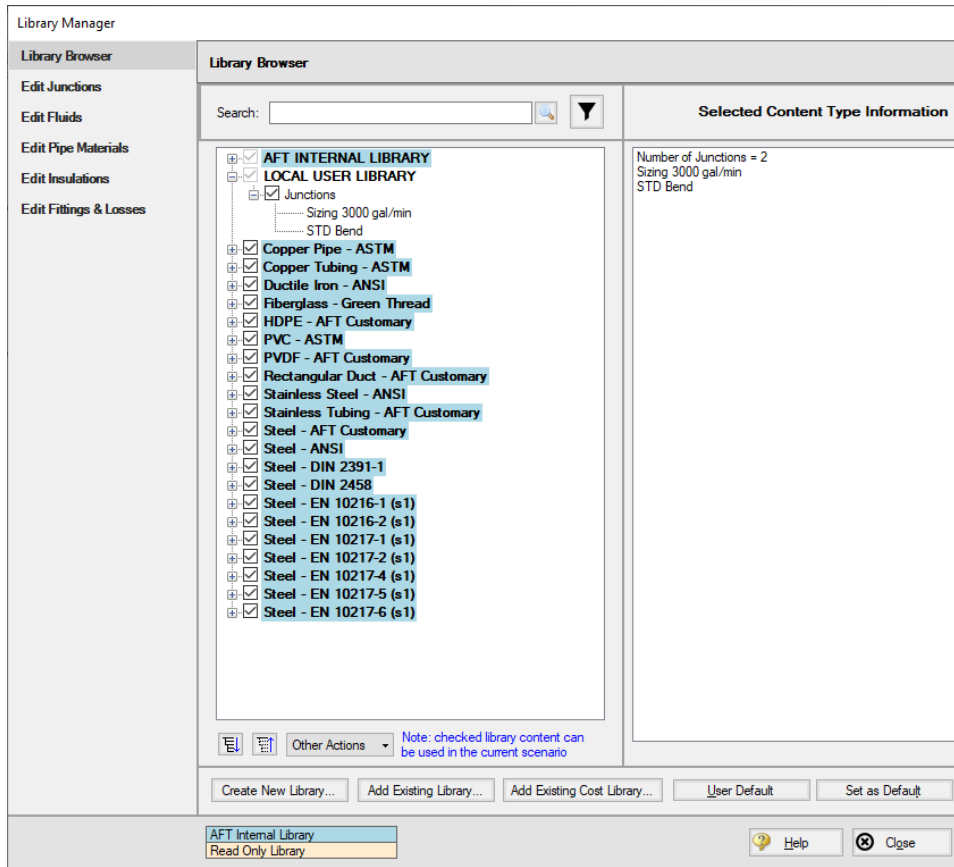 Library Manager
Library Browser
Edit Junctions
Edit Fluids
Edit Pipe Materials
Edit Insulations
Edit Fittings & Losses
Library Browser
Search:
AFT INTERNAL LIBRARY
LOCAL USER LIBRARY
Junctions
Sizing 3000 gal/min
STD Bend
Copper Pipe - ASTM
Copper Tubing - ASTM
Ductile Iron - ANSI
Fiberglass - Green Thread
HDPE - AFT Customary
PVC - ASTM
PVDF - AFT Customary
Rectangular Duct - AFT Customary
Stainless Steel - ANSI
Stainless Tubing - AFT Customary
Steel - AFT Customary
Steel - ANSI
Steel - DIN 2391-1
Steel - DIN 2458
Steel - EN 10216-1 (s1)
Steel - EN 10216-2 (s1)
Steel - EN 10217-1 (s1)
Steel - EN 10217-2 (s1)
Steel - EN 10217-4 (s1)
Steel - EN 10217-5 (s1)
Steel - EN 10217-6 (s1)
Other Actions
Note: checked library content can
be used in the current scenario
Selected Content Type Information
Number of Junctions = 2
Sizing 3000 gal/min
STD Bend
Create New Library...
Add Existing Library...
Add Existing Cost Library...
User Default
Set as Default
AFT Internal Library
Read Only Library
Help
Close